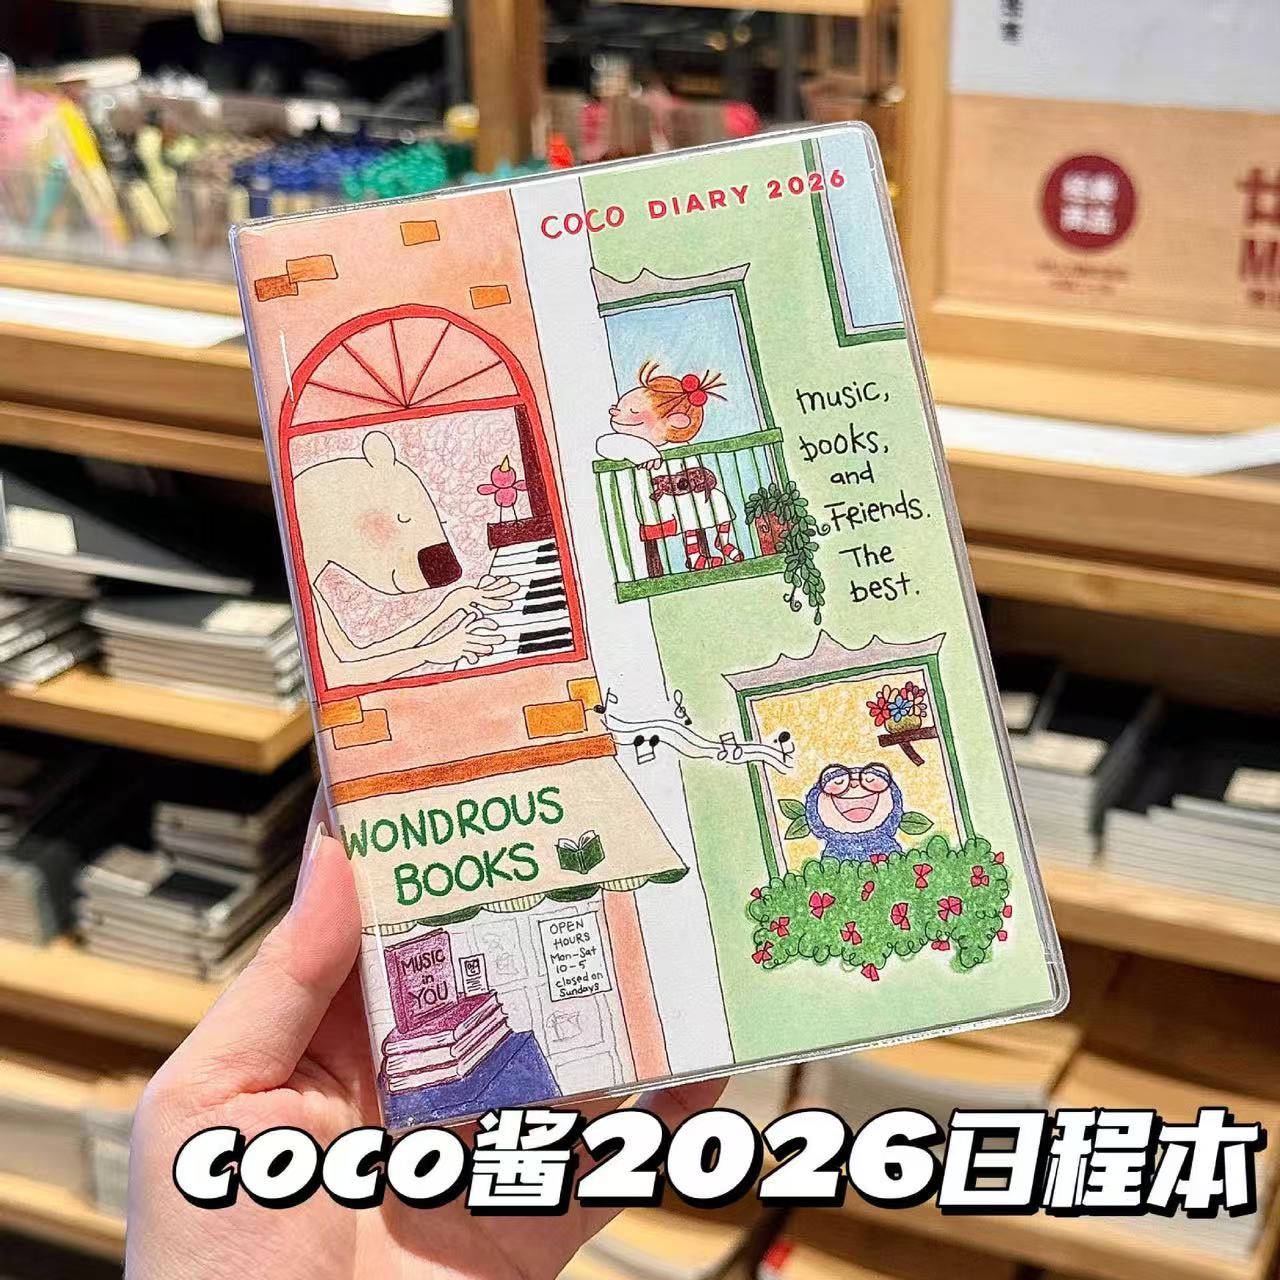 COCO DIARY 2026
music,
books,
and
Friends.
The
best.
WONDROUS
BOOKS
OPEN
HOURS
Mon-Sat
10-5
closed on
Sundays
MUSIC
in
YOU
coco酱2026日程本